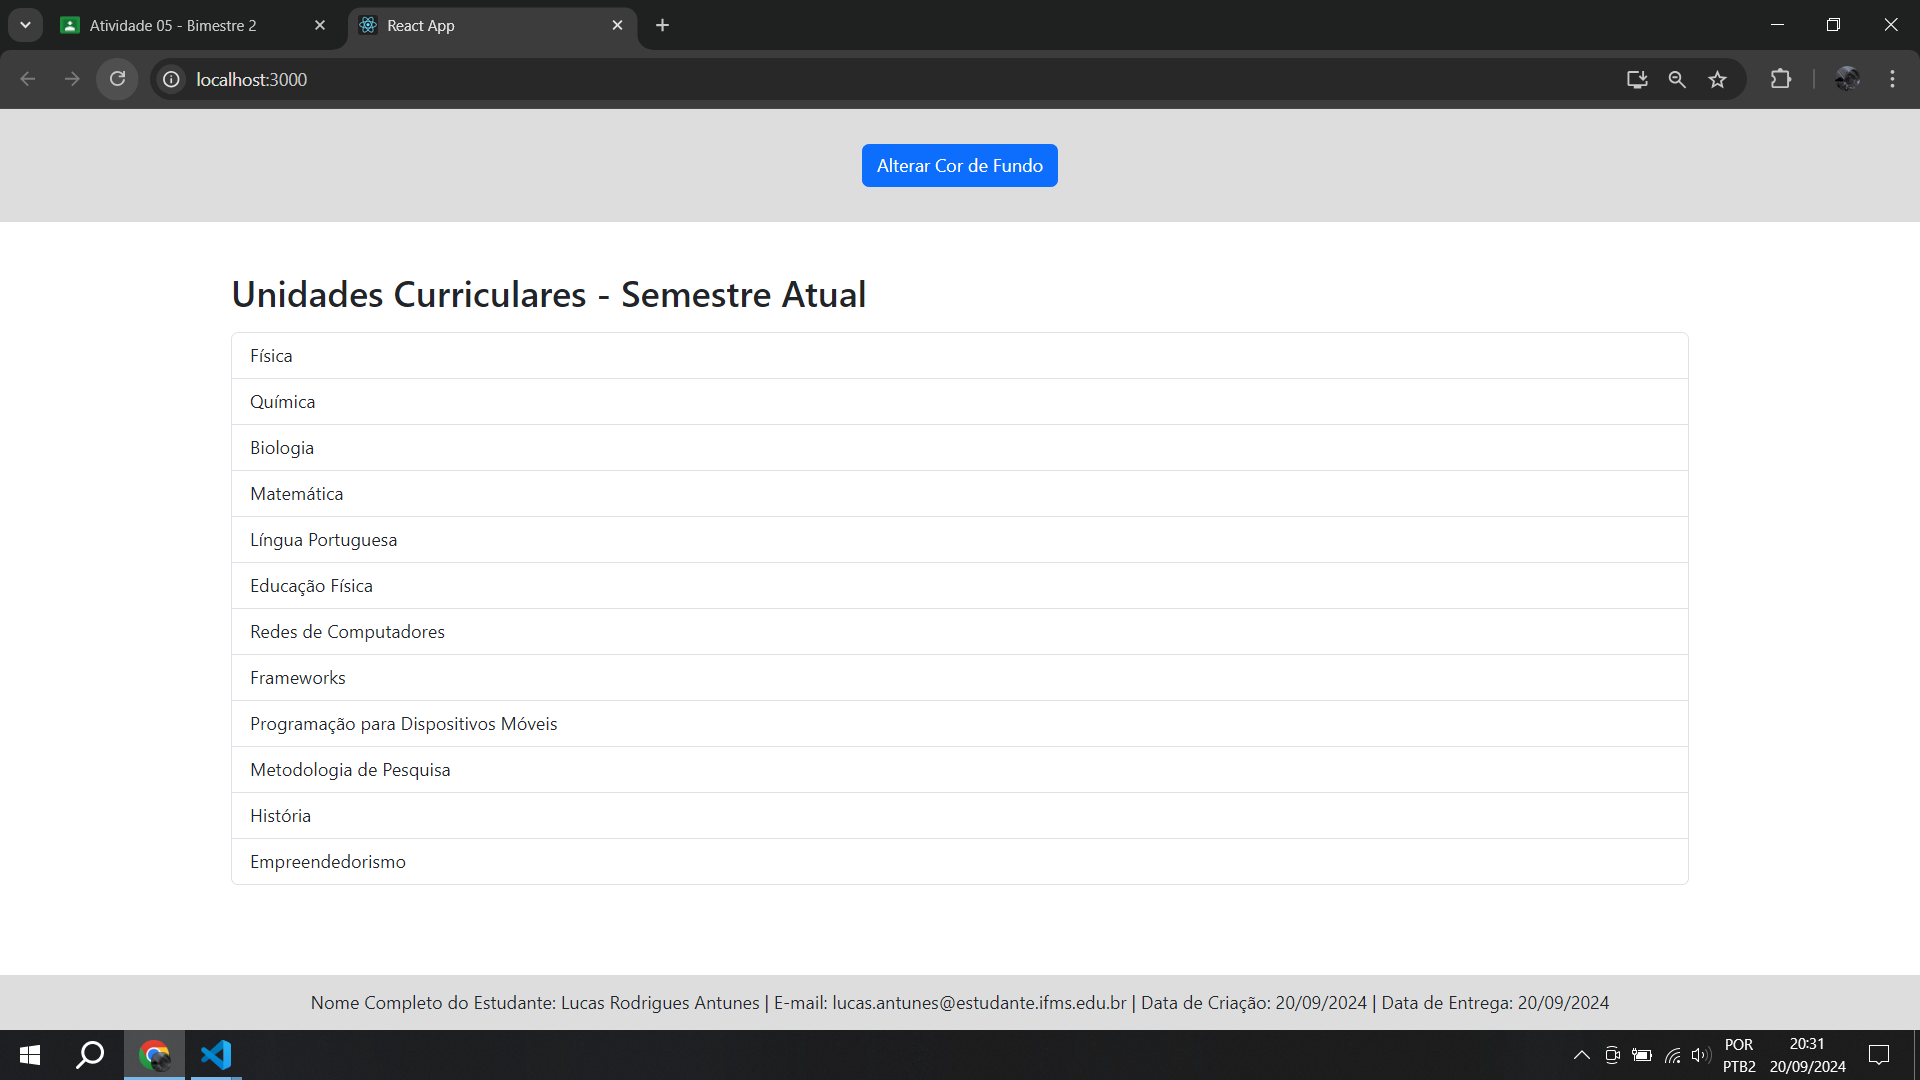 Atividade 05 - Bimestre 2
React App
localhost:3000
Alterar Cor de Fundo
Unidades Curriculares - Semestre Atual
Física
Química
Biologia
Matemática
Língua Portuguesa
Educação Física
Redes de Computadores
Frameworks
Programação para Dispositivos Móveis
Metodologia de Pesquisa
História
Empreendedorismo
Nome Completo do Estudante: Lucas Rodrigues Antunes | E-mail: lucas.antunes@estudante.ifms.edu.br | Data de Criação: 20/09/2024 | Data de Entrega: 20/09/2024
POR 20:31
PTB2 20/09/2024